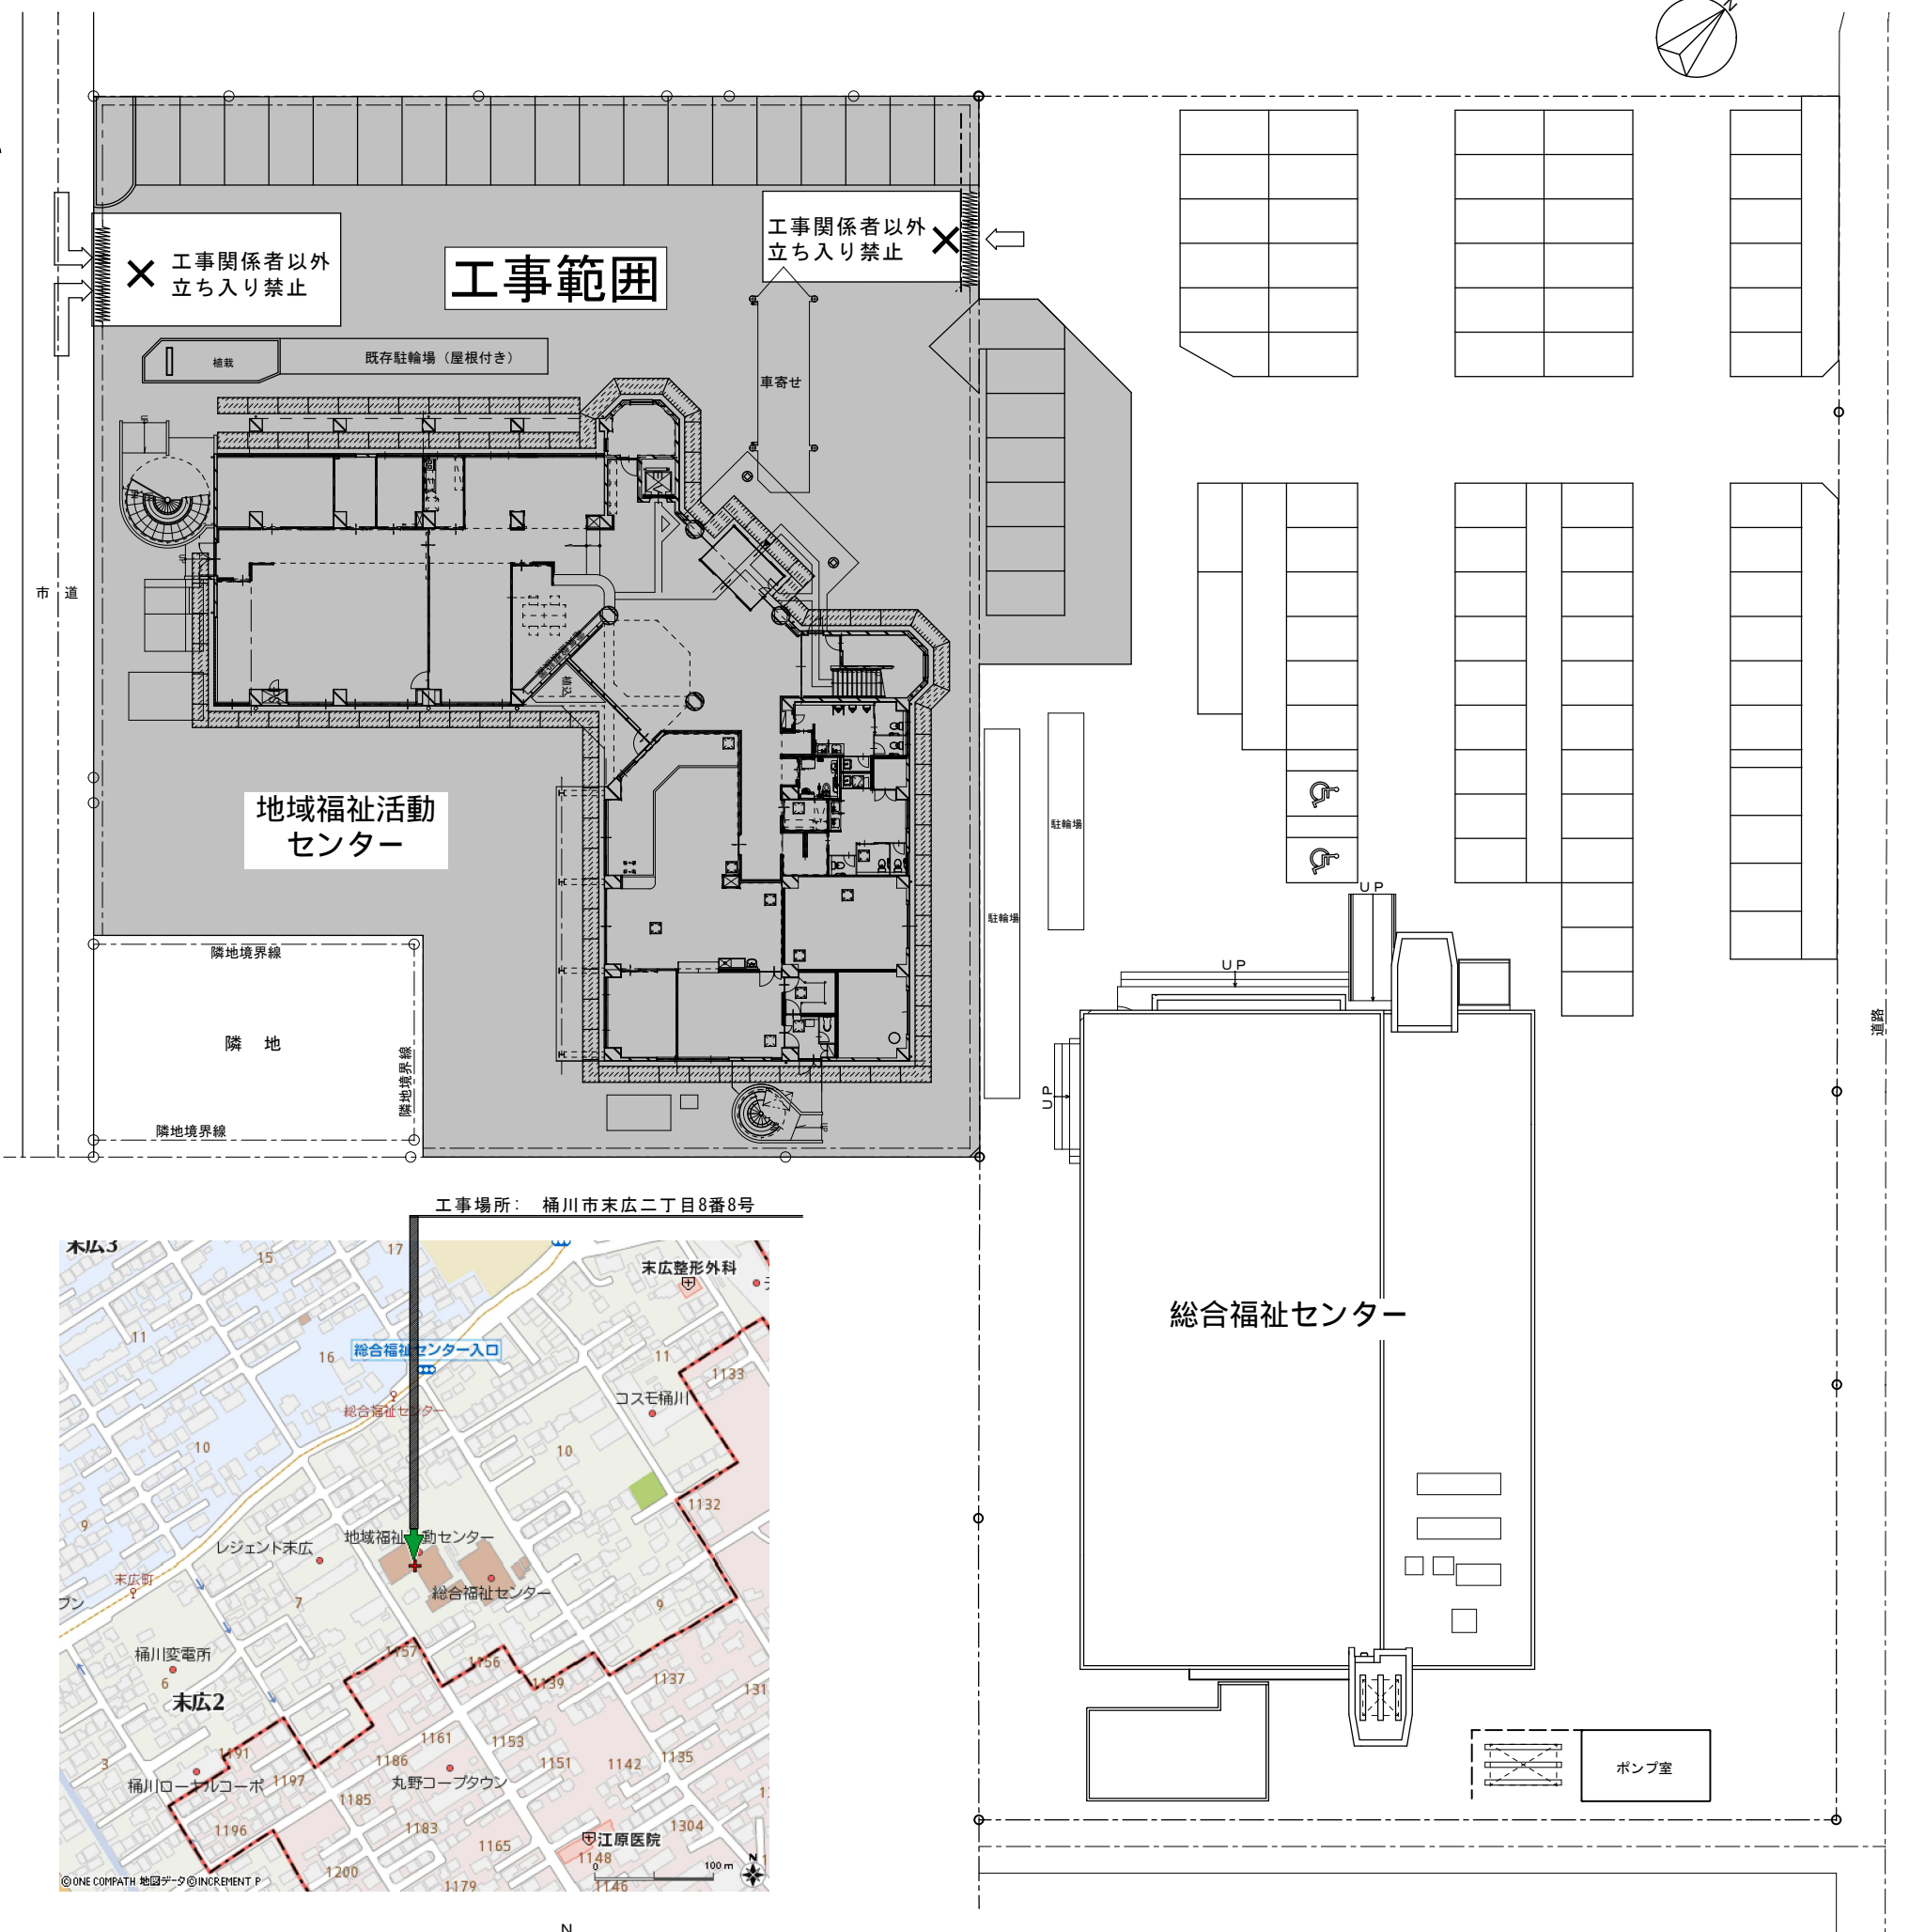 N
工事関係者以外
立ち入り禁止
工事範囲
工事関係者以外
立ち入り禁止
植栽
既存駐輪場（屋根付き）
車寄せ
市 道
植込
地域福祉活動
センター
駐輪場
駐輪場
UP
UP
UP
道路
隣地境界線
隣 地
隣地境界線
隣地境界線
総合福祉センター
ポンプ室
工事場所： 桶川市末広二丁目8番8号
末広3
15
17
末広整形外科
11
16
総合福祉センター入口
11
1133
総合福祉センター
コスモ桶川
10
10
1132
9
地域福祉活動センター
レジェンド末広
総合福祉センター
末広町
7
9
桶川変電所
6
末広2
1157
1156
1139
1137
131
3
1191
1161
1153
1186
1151
1142
1135
桶川ローヤルコーポ
1197
丸野コープタウン
1185
1196
1183
1165
1304
江原医院
1148
0
100 m
N
1200
1179
1146
©ONE COMPATH 地図データ©INCREMENT P
N